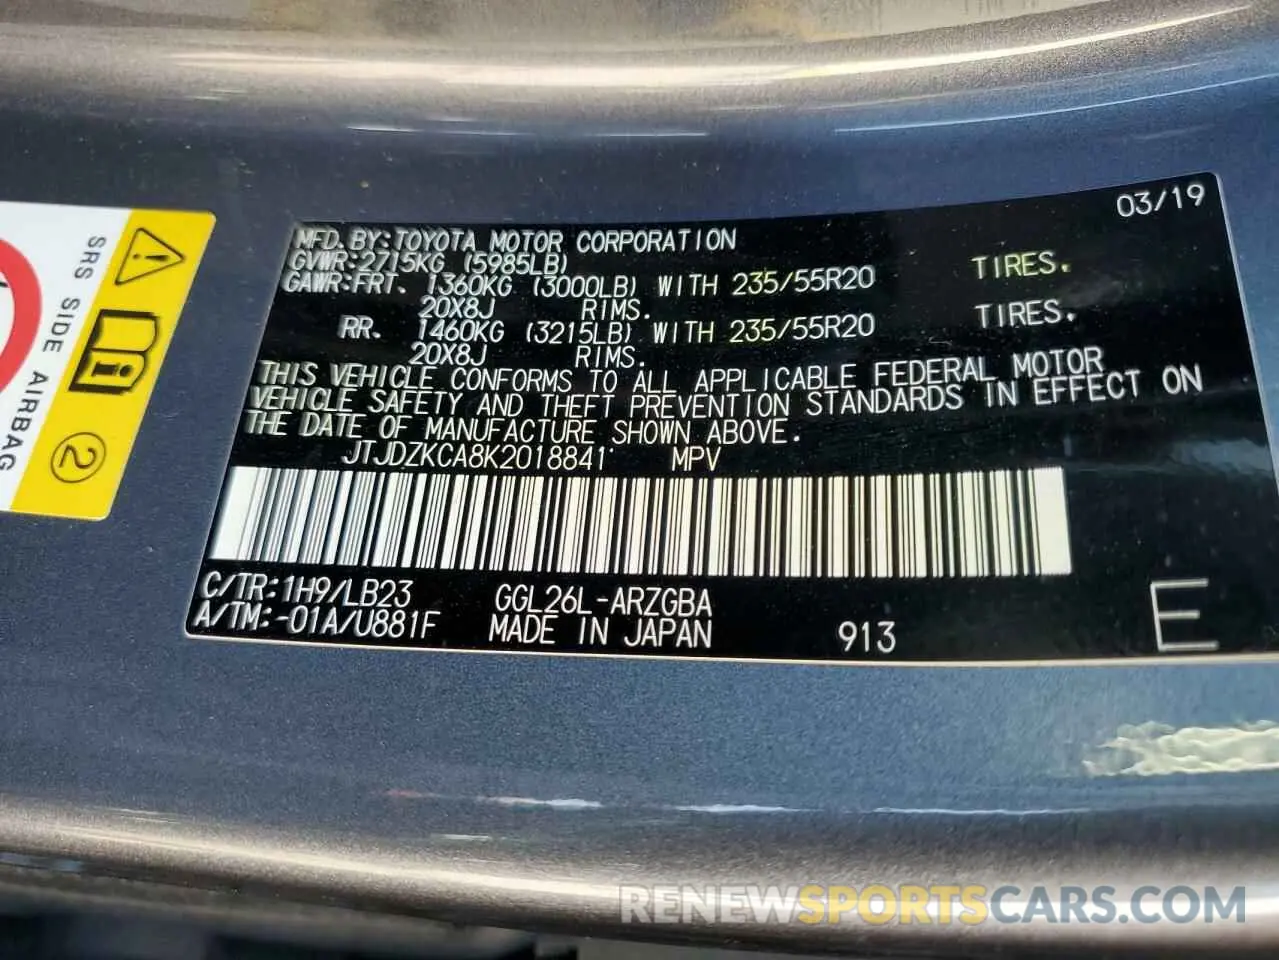 03/19
MFD. BY: TOYOTA MOTOR CORPORATION
GVWR: 2715KG (5985LB)
GAWR: FRT. 1360KG (3000LB) WITH 235/55R20 TIRES.
20X8J RIMS.
RR. 1460KG (3215LB) WITH 235/55R20 TIRES.
20X8J RIMS.
THIS VEHICLE CONFORMS TO ALL APPLICABLE FEDERAL MOTOR
VEHICLE SAFETY AND THEFT PREVENTION STANDARDS IN EFFECT ON
THE DATE OF MANUFACTURE SHOWN ABOVE.
JTJDZKCA8K2018841 MPV
C/TR: 1H9/LB23 GGL26L-ARZGBA
A/TM: -01A/U881F MADE IN JAPAN 913 E
SRS SIDE AIRBAG
2
RENEWSPORTSCARS.COM - 03/19